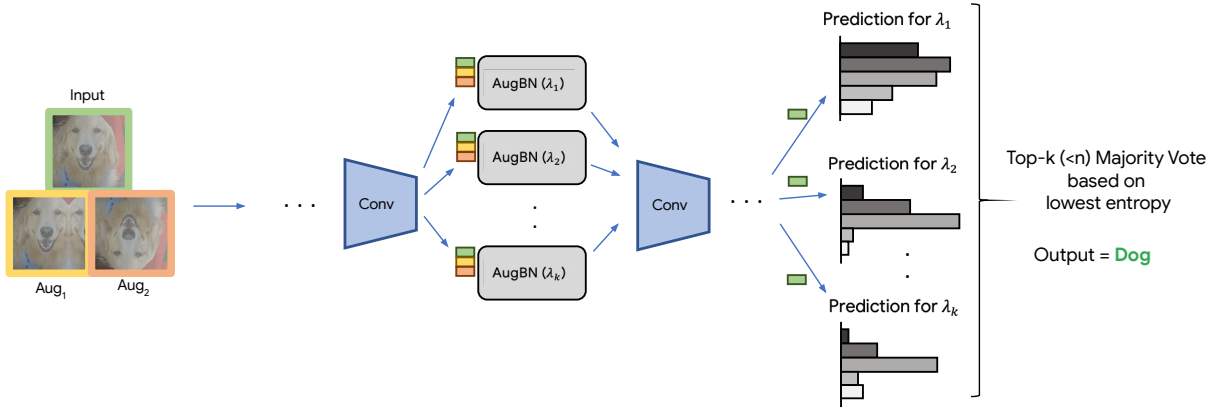 Input
Aug₁
Aug₂
. . .
Conv
AugBN (λ₁)
AugBN (λ₂)
.
.
AugBN (λₖ)
Conv
. . .
Prediction for λ₁
Prediction for λ₂
.
.
Prediction for λₖ
Top-k (<n) Majority Vote
based on
lowest entropy
Output = Dog